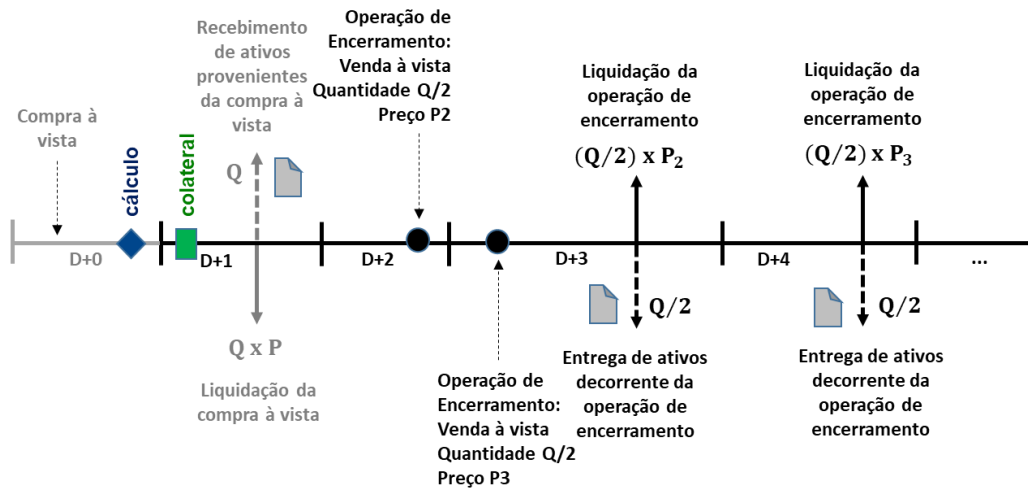 Compra à
vista
cálculo
colateral
Recebimento
de ativos
provenientes
da compra à
vista
Q
Operação de
Encerramento:
Venda à vista
Quantidade Q/2
Preço P2
Liquidação da
operação de
encerramento
(Q/2) x P₂
Liquidação da
operação de
encerramento
(Q/2) x P₃
D+0
D+1
D+2
D+3
D+4
...
Q x P
Liquidação da
compra à vista
Operação de
Encerramento:
Venda à vista
Quantidade Q/2
Preço P3
Q/2
Entrega de ativos
decorrente da
operação de
encerramento
Q/2
Entrega de ativos
decorrente da
operação de
encerramento